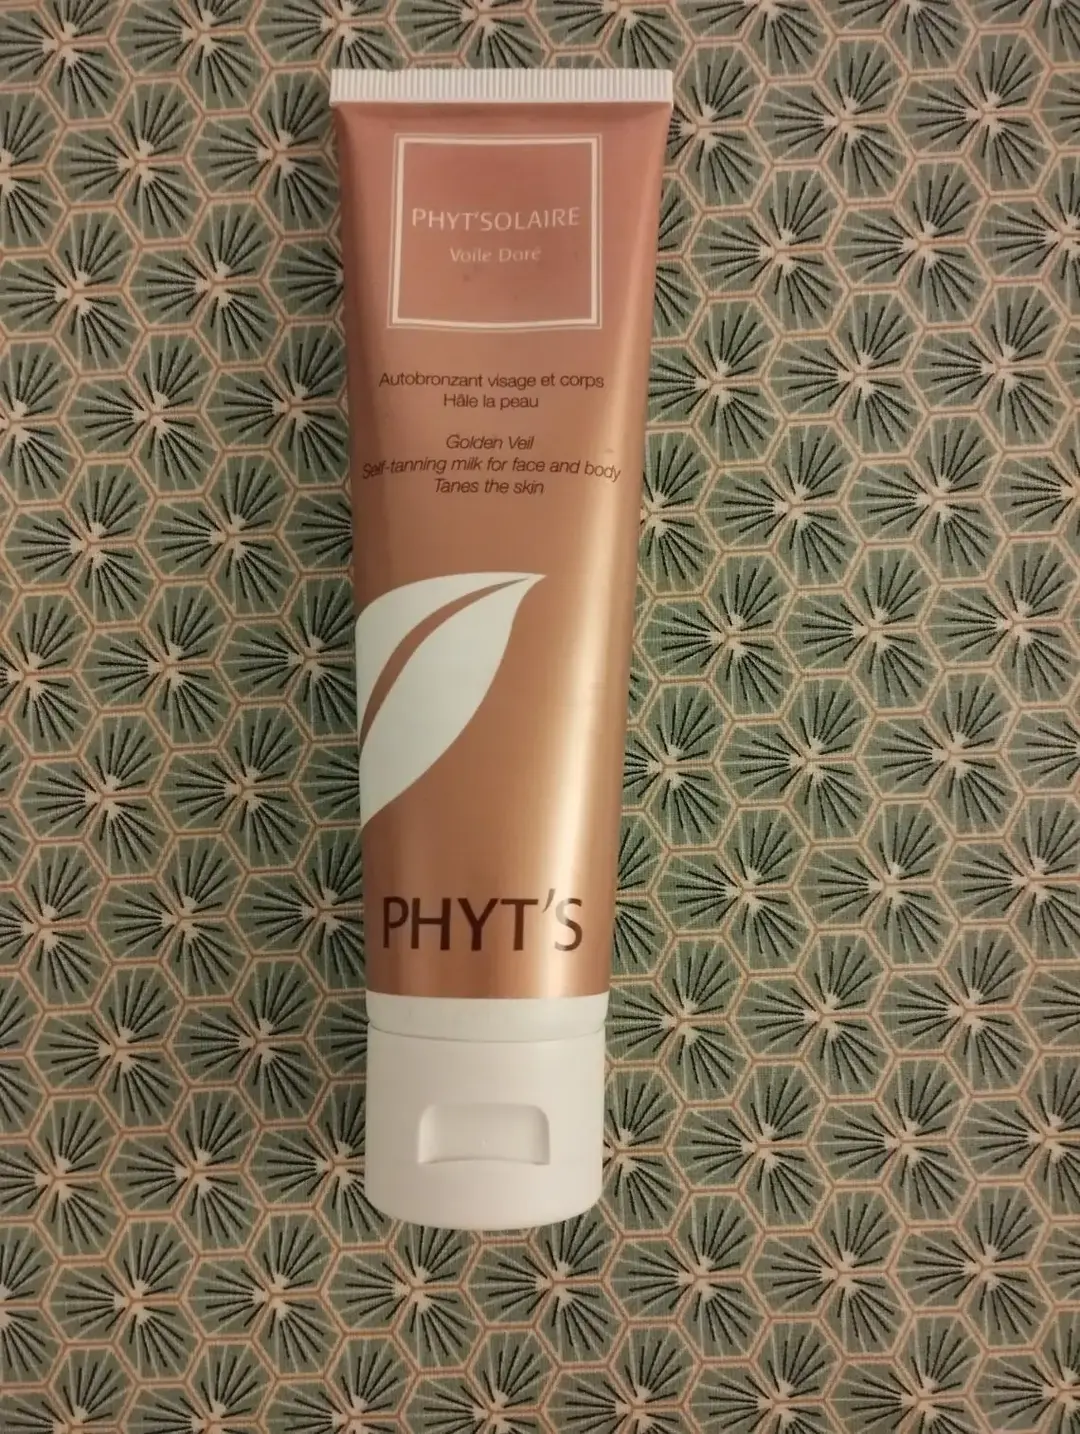 PHYT'SOLAIRE
Voile Doré
Autobronzant visage et corps
Hâle la peau
Golden Veil
Self-tanning milk for face and body
Tanes the skin
PHYT'S